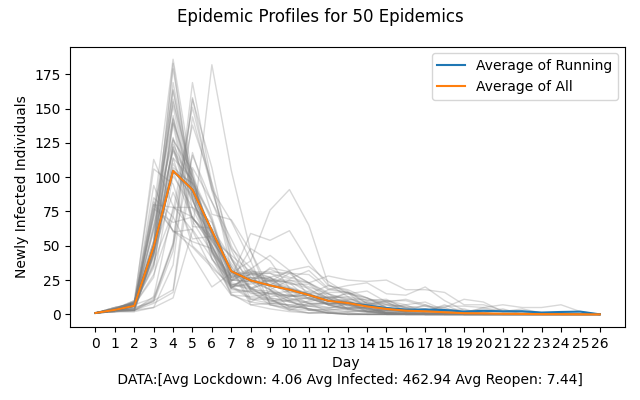 Epidemic Profiles for 50 Epidemics
Newly Infected Individuals
175
150
125
100
75
50
25
0
Average of Running
Average of All
0 1 2 3 4 5 6 7 8 9 10 11 12 13 14 15 16 17 18 19 20 21 22 23 24 25 26
Day
DATA:[Avg Lockdown: 4.06 Avg Infected: 462.94 Avg Reopen: 7.44]